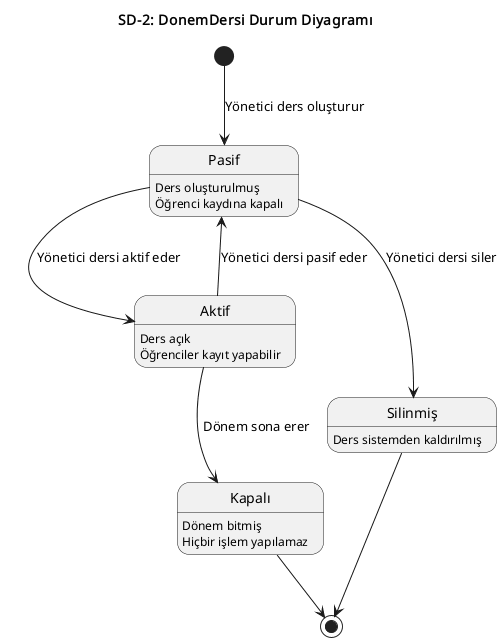 SD-2: DonemDersi Durum Diyagramı
Yönetici ders oluşturur
Pasif
Ders oluşturulmuş
Öğrenci kaydına kapalı
Yönetici dersi aktif eder
Yönetici dersi pasif eder
Yönetici dersi siler
Aktif
Ders açık
Öğrenciler kayıt yapabilir
Dönem sona erer
Silinmiş
Ders sistemden kaldırılmış
Kapalı
Dönem bitmiş
Hiçbir işlem yapılamaz